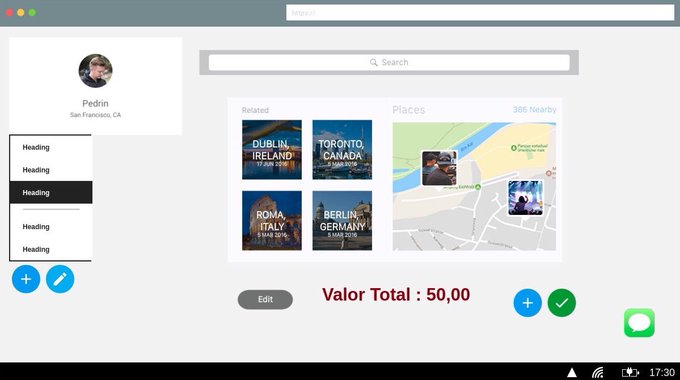 https://
Search
Pedrin
San Francisco, CA
Heading
Heading
Heading
Heading
Heading
Related
DUBLIN,
IRELAND
17 JUN 2016
TORONTO,
CANADA
5 MAR 2016
ROMA,
ITALY
5 MAR 2016
BERLIN,
GERMANY
5 MAR 2016
Places
386 Nearby
Edit
Valor Total : 50,00
17:30